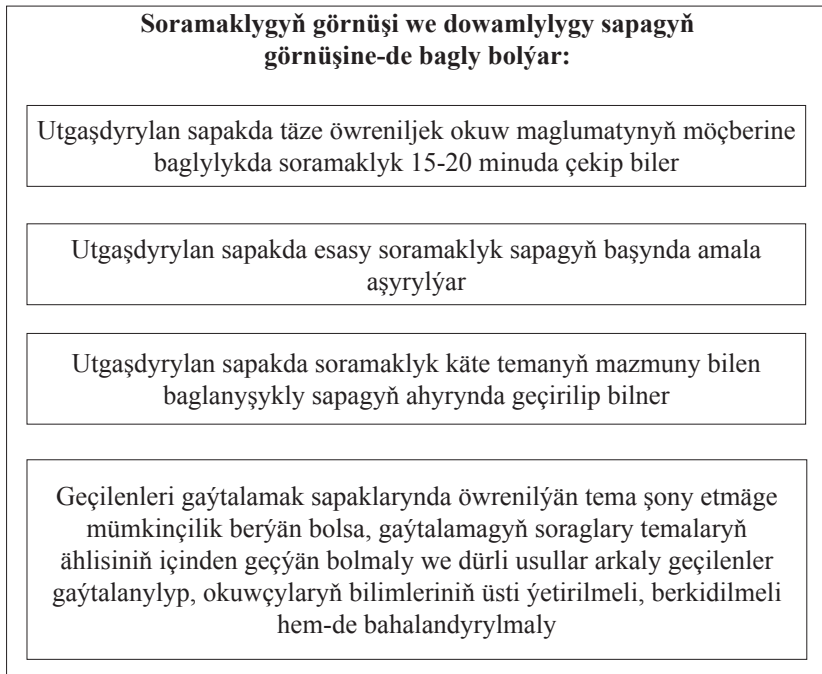 Soramaklygyň görnüşi we dowamlylygy sapagyň
görnüşine-de bagly bolýar:
Utgaşdyrylan sapakda täze öwreniljek okuw maglumatynyň möçberine
baglylykda soramaklyk 15-20 minuda çekip biler
Utgaşdyrylan sapakda esasy soramaklyk sapagyň başynda amala
aşyrylýar
Utgaşdyrylan sapakda soramaklyk käte temanyň mazmuny bilen
baglanyşykly sapagyň ahyrynda geçirilip bilner
Geçilenleri gaýtalamak sapaklarynda öwrenilýän tema şony etmäge
mümkinçilik berýän bolsa, gaýtalamagyň soraglary temalaryň
ählisiniň içinden geçýän bolmaly we dürli usullar arkaly geçilenler
gaýtalanylyp, okuwçylaryň bilimleriniň üsti ýetirilmeli, berkidilmeli
hem-de bahalandyrylmaly